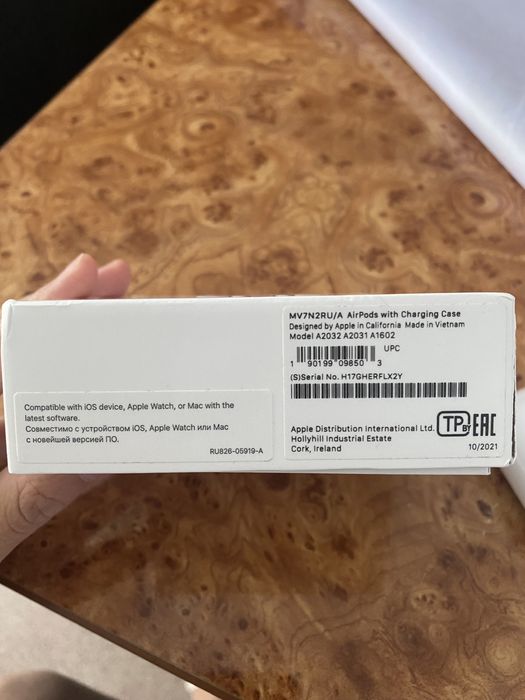 MV7N2RU/A AirPods with Charging Case
Designed by Apple in California Made in Vietnam
Model A2032 A2031 A1602
UPC
1 90199 09850 3
(S)Serial No. H17GHERFLX2Y
Apple Distribution International Ltd.
Hollyhill Industrial Estate
Cork, Ireland
TP BY EAC
10/2021
Compatible with iOS device, Apple Watch, or Mac with the
latest software.
Совместимо с устройством iOS, Apple Watch или Mac
с новейшей версией ПО.
RU826-05919-A